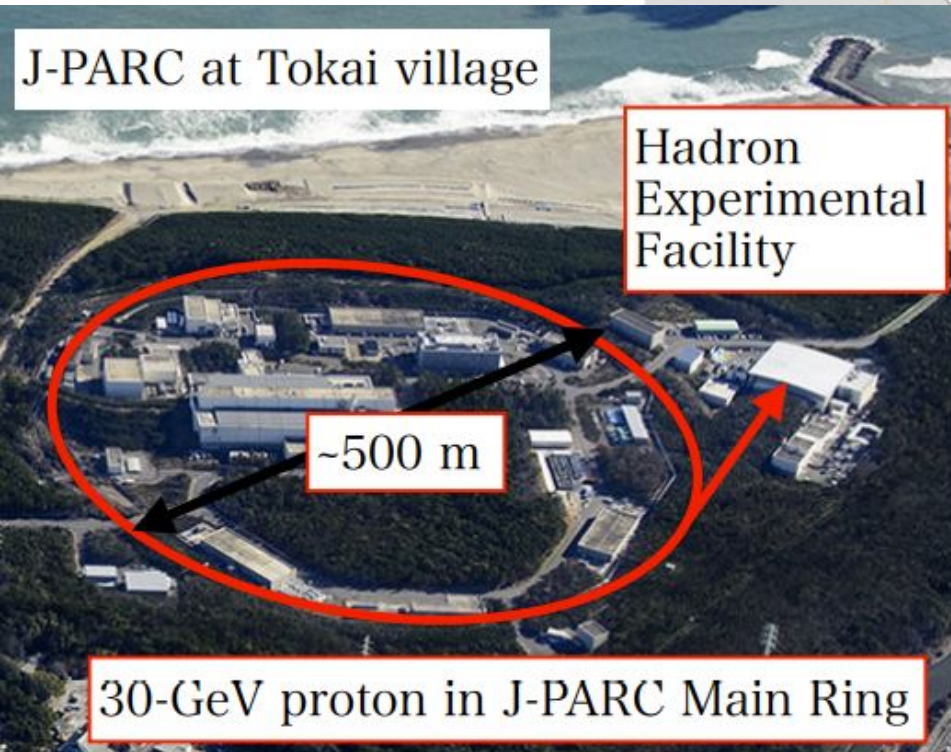 J-PARC at Tokai village
Hadron
Experimental
Facility
~500 m
30-GeV proton in J-PARC Main Ring